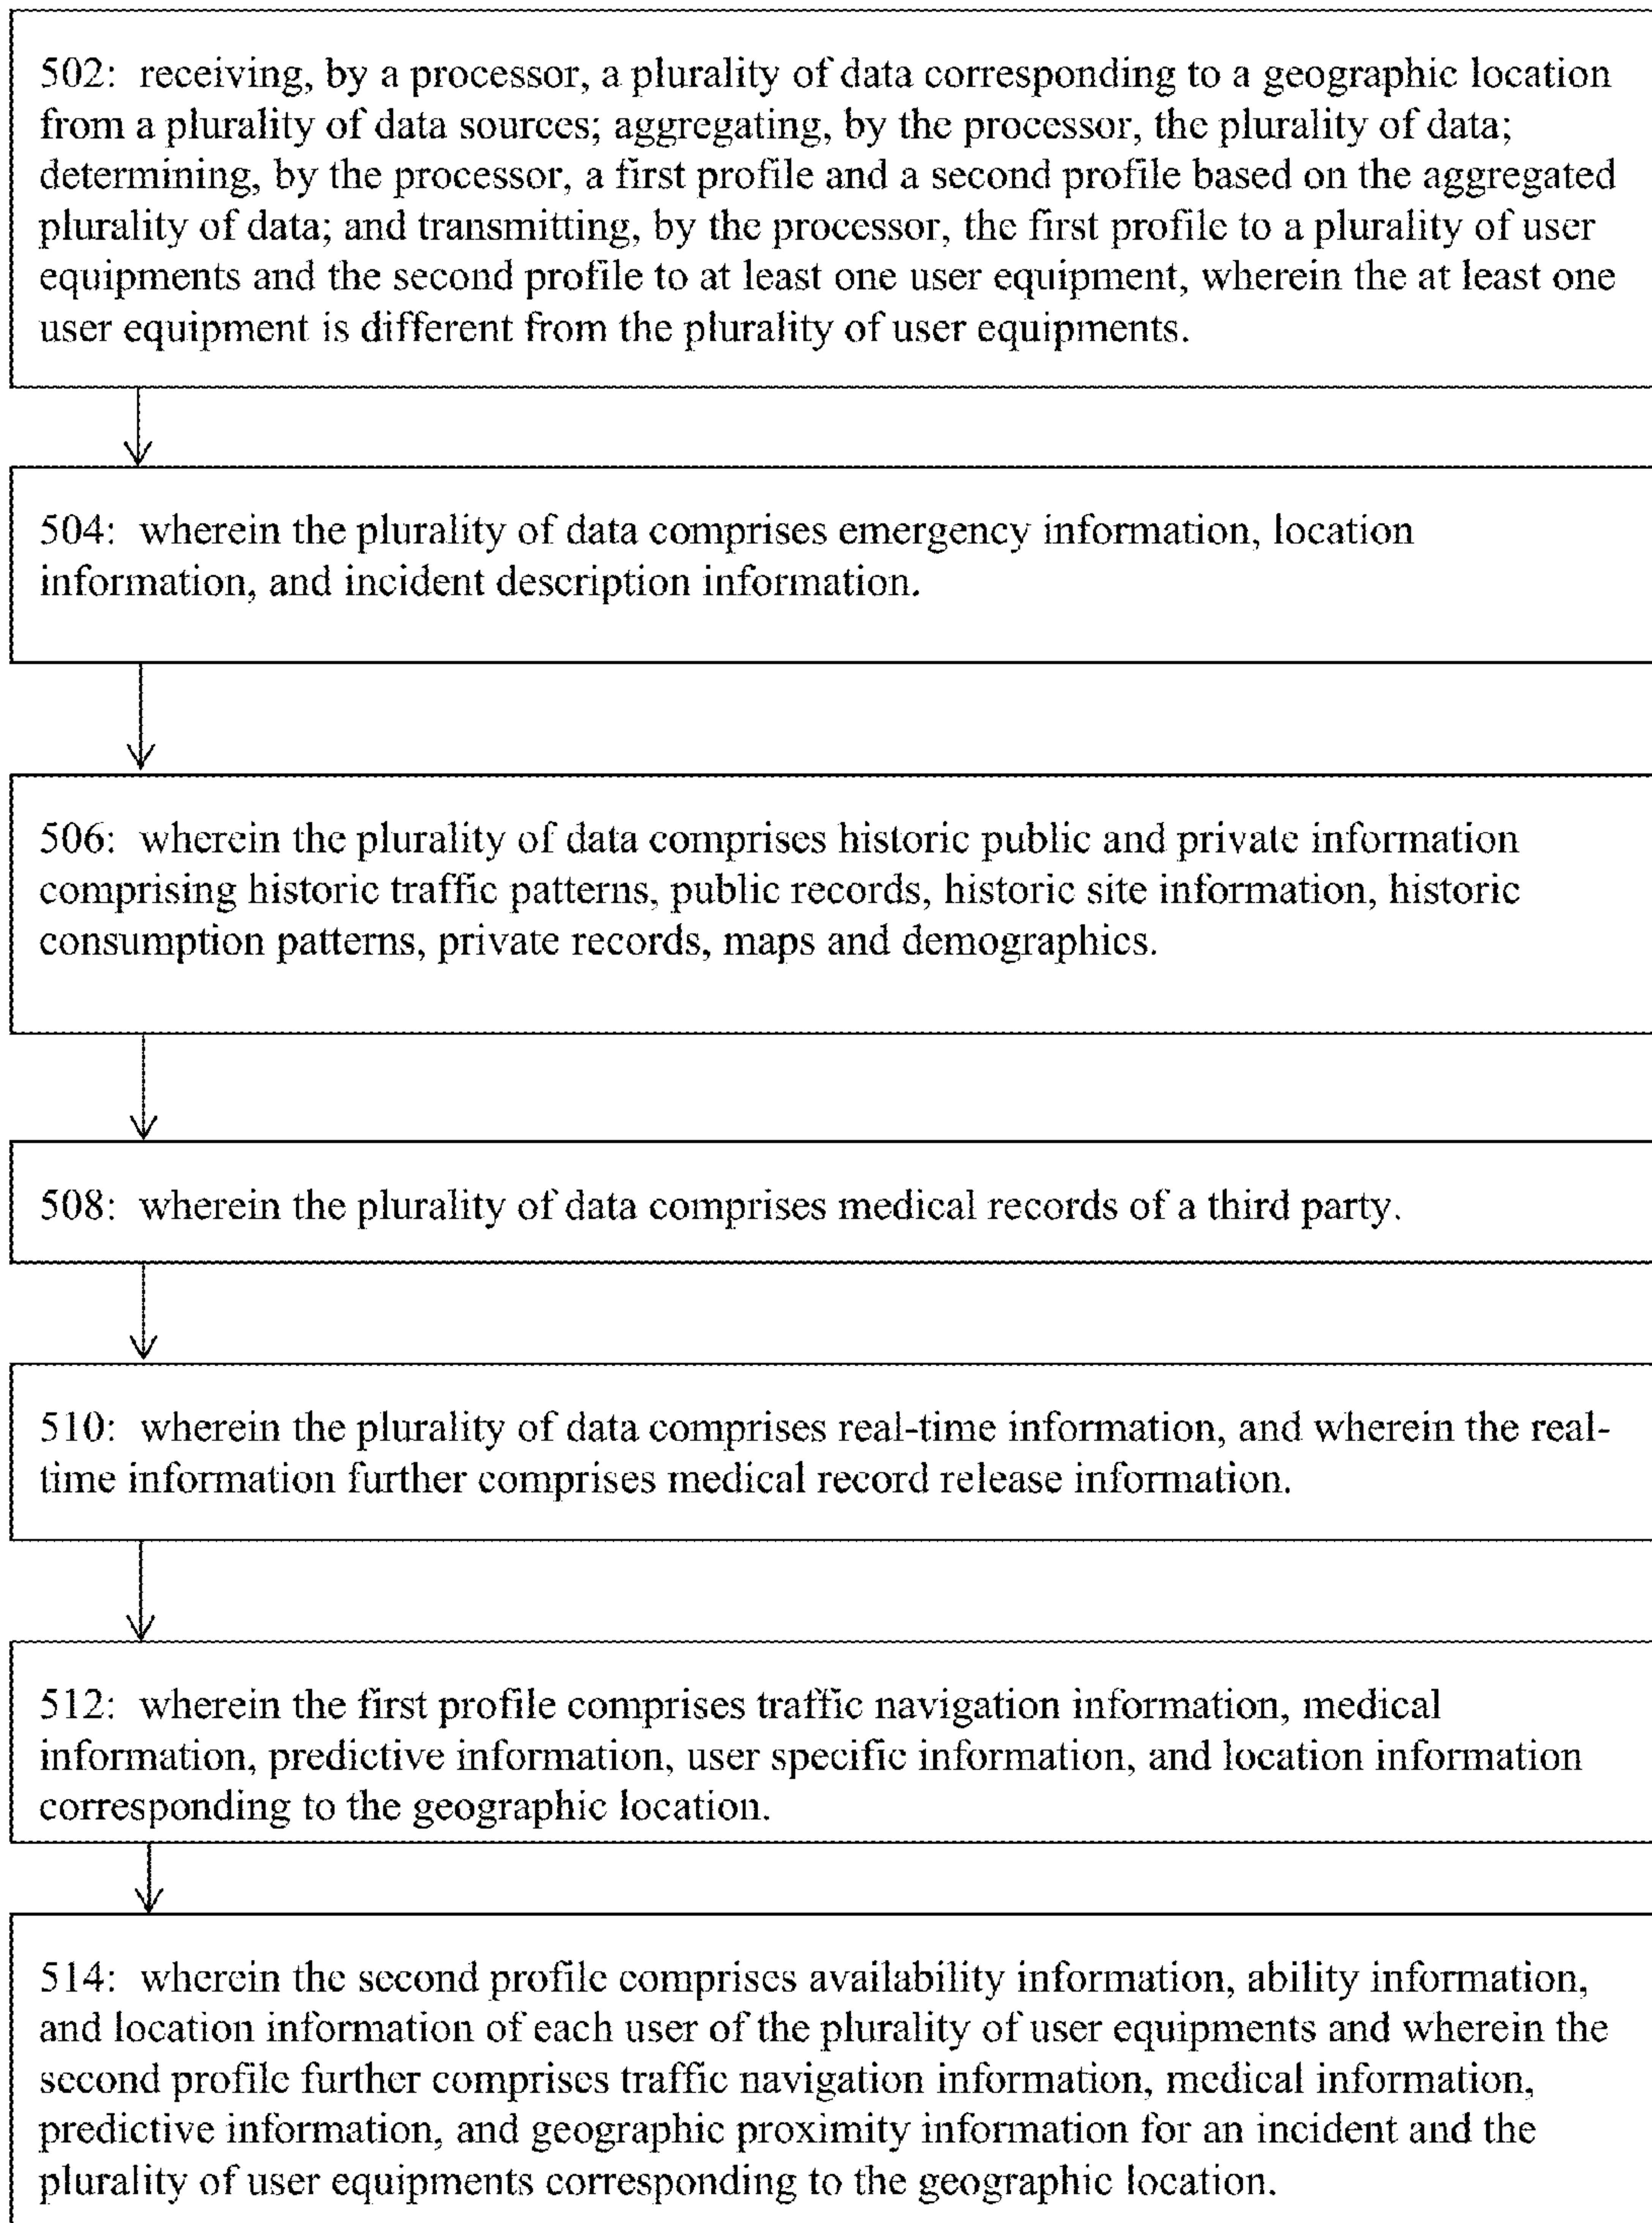 502: receiving, by a processor, a plurality of data corresponding to a geographic location
from a plurality of data sources; aggregating, by the processor, the plurality of data;
determining, by the processor, a first profile and a second profile based on the aggregated
plurality of data; and transmitting, by the processor, the first profile to a plurality of user
equipments and the second profile to at least one user equipment, wherein the at least one
user equipment is different from the plurality of user equipments.
504: wherein the plurality of data comprises emergency information, location
information, and incident description information.
506: wherein the plurality of data comprises historic public and private information
comprising historic traffic patterns, public records, historic site information, historic
consumption patterns, private records, maps and demographics.
508: wherein the plurality of data comprises medical records of a third party.
510: wherein the plurality of data comprises real-time information, and wherein the real-
time information further comprises medical record release information.
512: wherein the first profile comprises traffic navigation information, medical
information, predictive information, user specific information, and location information
corresponding to the geographic location.
514: wherein the second profile comprises availability information, ability information,
and location information of each user of the plurality of user equipments and wherein the
second profile further comprises traffic navigation information, medical information,
predictive information, and geographic proximity information for an incident and the
plurality of user equipments corresponding to the geographic location.